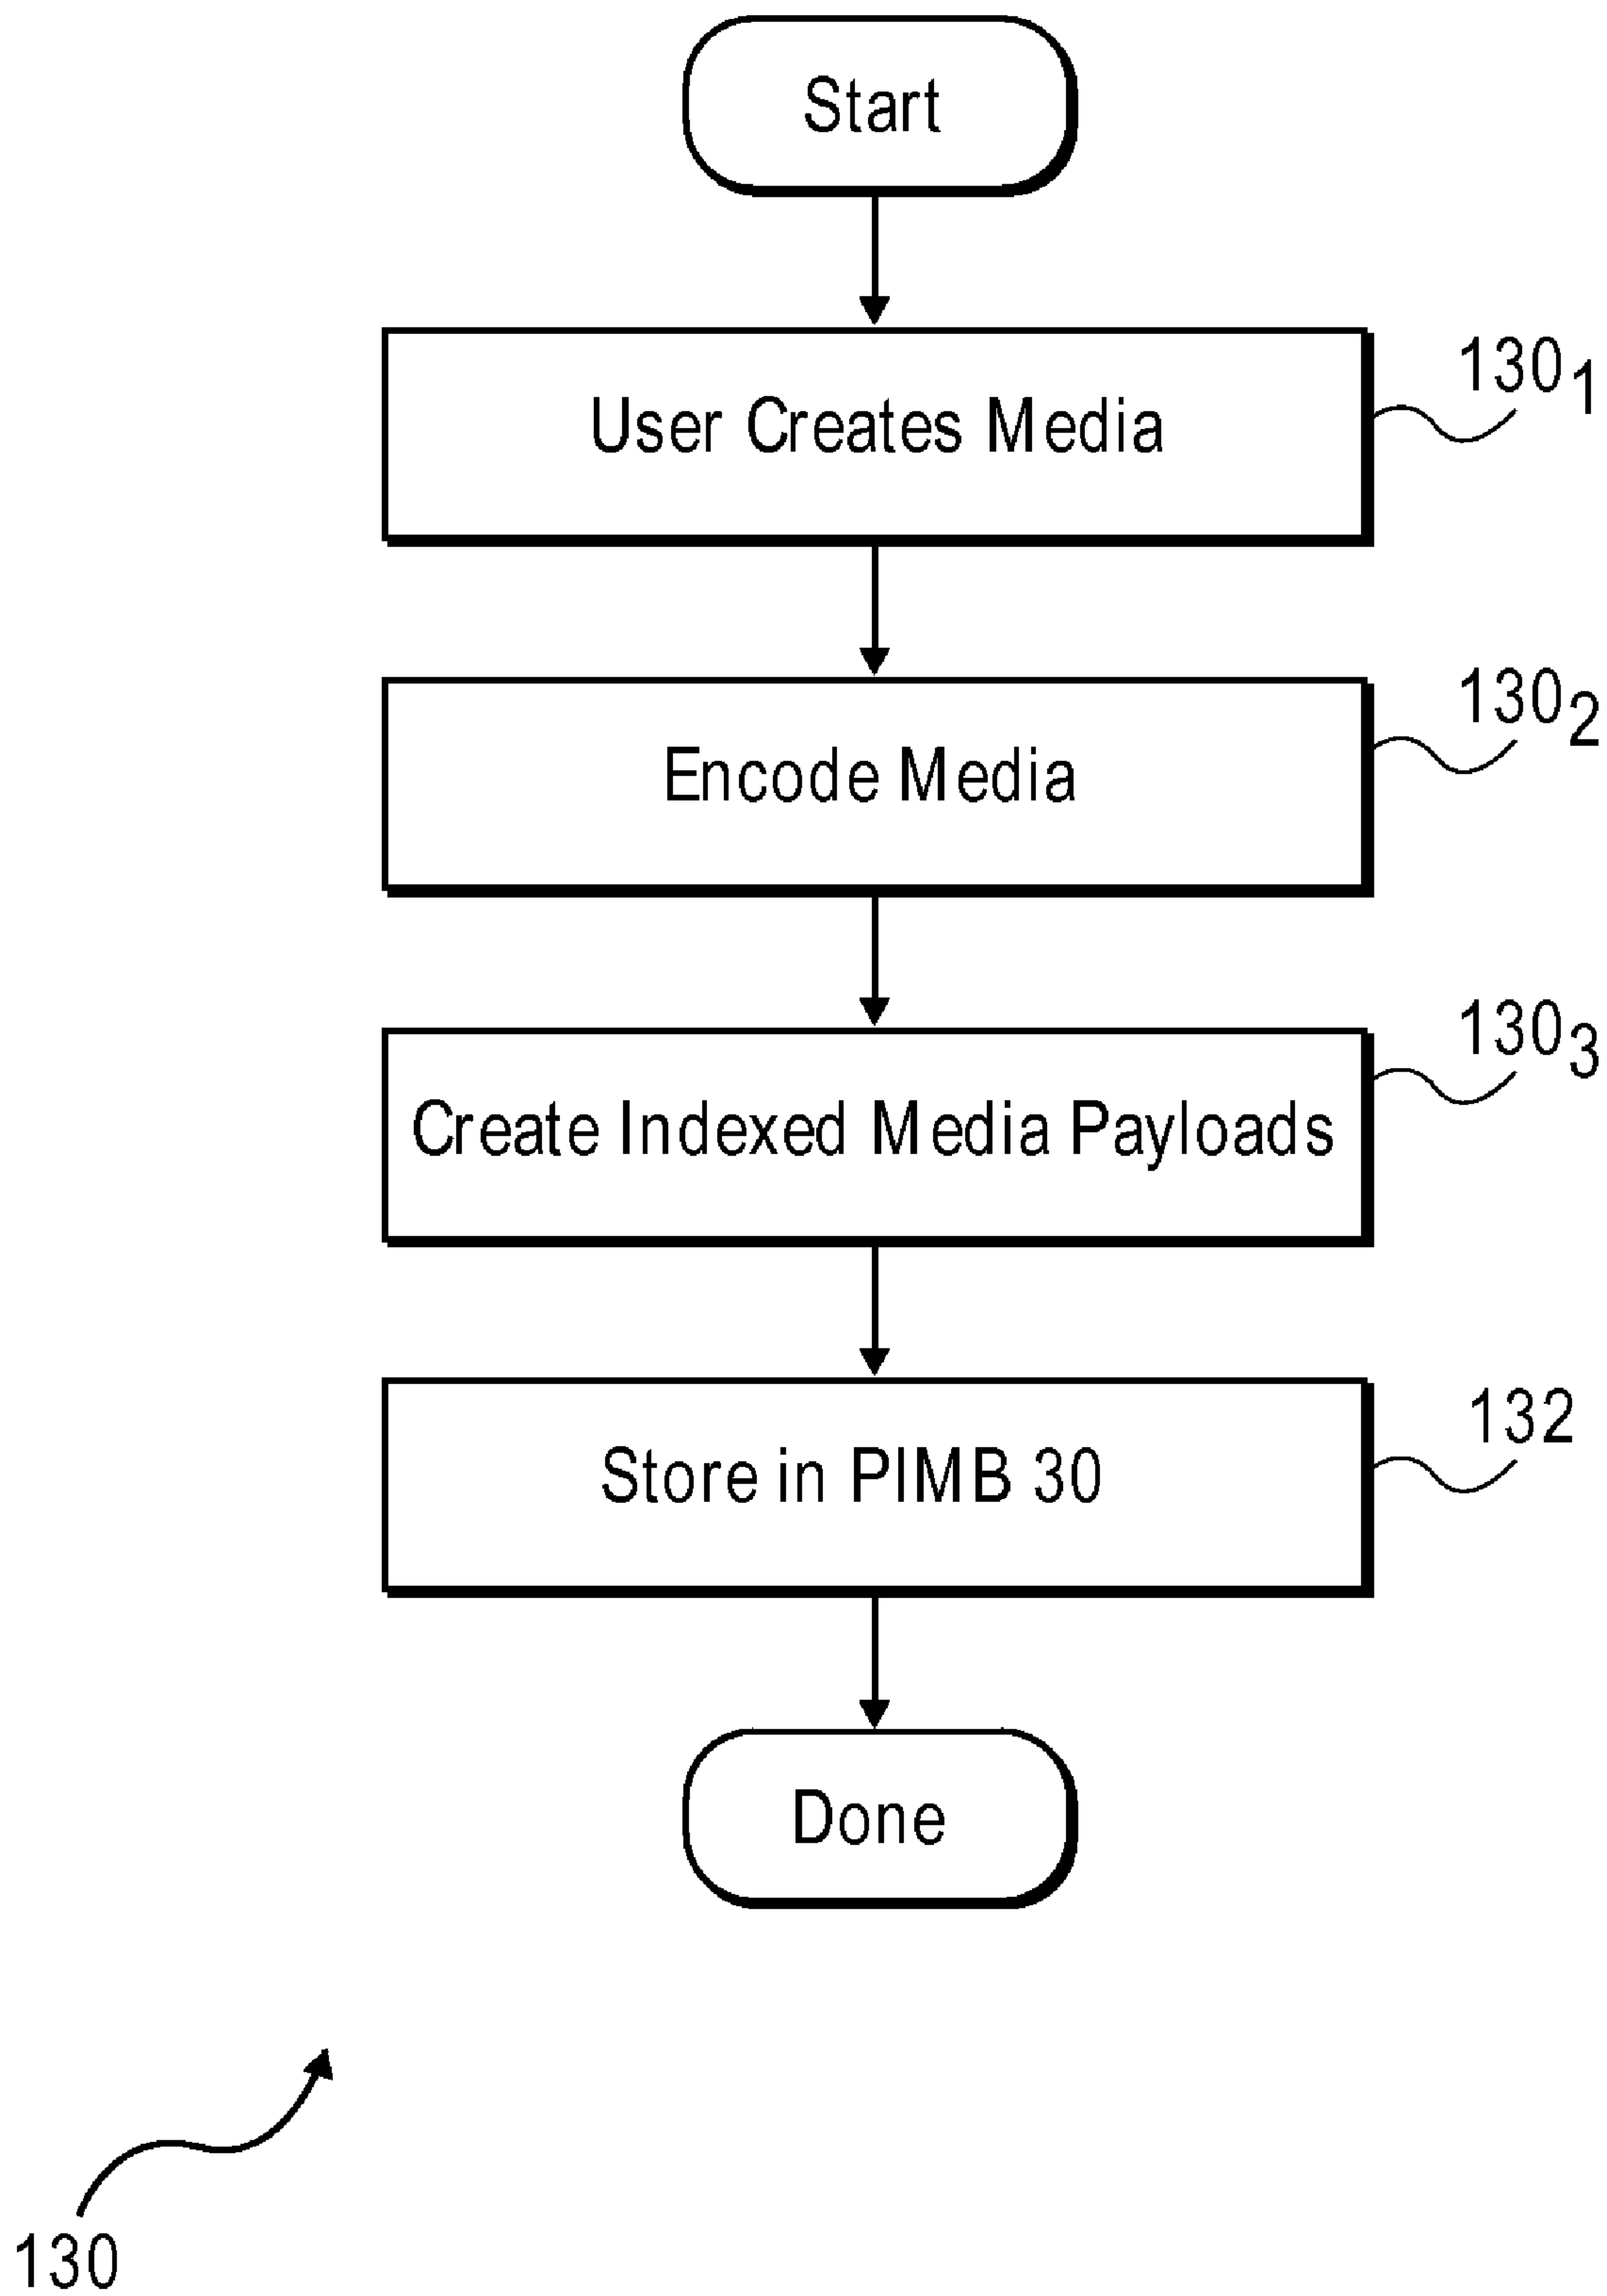 Start
User Creates Media
130₁
Encode Media
130₂
Create Indexed Media Payloads
130₃
Store in PIMB 30
132
Done
130